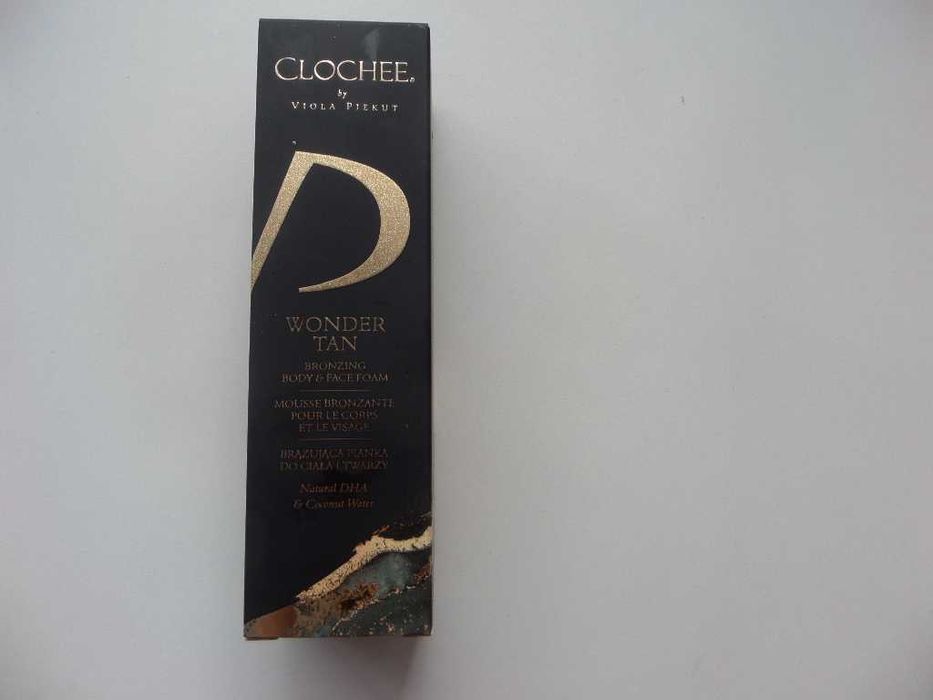 CLOCHEE®
by
VIOLA PIEKUT
WONDER
TAN
BRONZING
BODY & FACE FOAM
MOUSSE BRONZANTE
POUR LE CORPS
ET LE VISAGE
BRĄZUJĄCA PIANKA
DO CIAŁA I TWARZY
Natural DHA
& Coconut Water